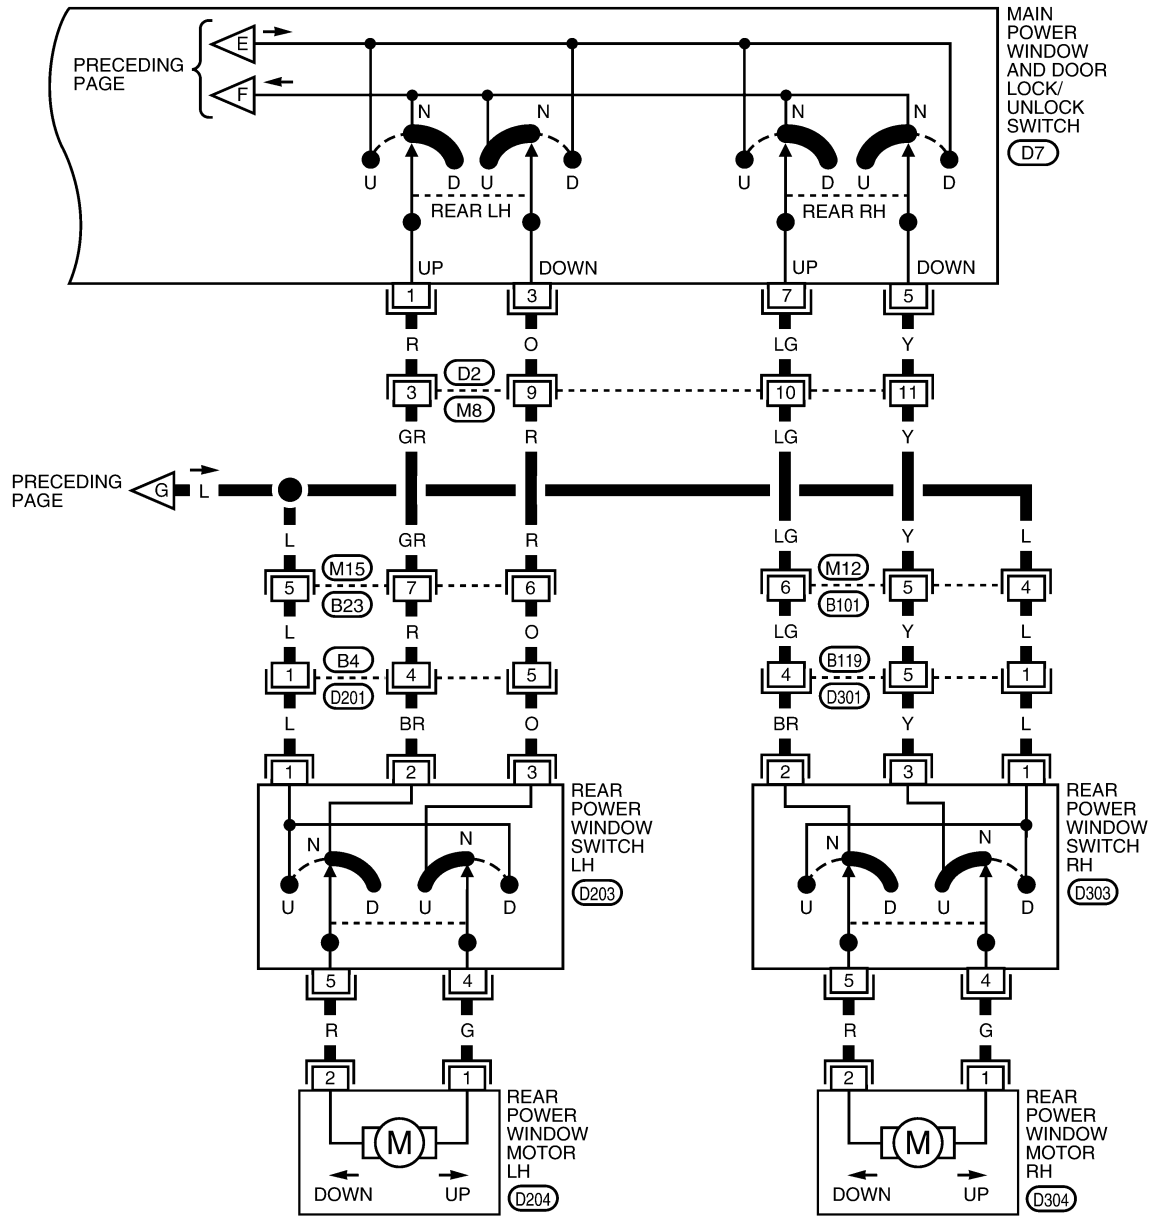 MAIN
POWER
WINDOW
AND DOOR
LOCK/
UNLOCK
SWITCH
D7
PRECEDING
PAGE
E
F
N N N N
U D U D U D U D
REAR LH REAR RH
UP DOWN UP DOWN
1 3 7 5
R O LG Y
D2
3 9 10 11
M8
GR R LG Y
PRECEDING
PAGE
G L
L GR R LG Y L
M15 M12
5 7 6 6 5 4
B23 B101
L R O LG Y L
B4 B119
1 4 5 4 5 1
D201 D301
L BR O BR Y L
1 2 3 2 3 1
REAR
POWER
WINDOW
SWITCH
LH
D203
N N
U D U D
REAR
POWER
WINDOW
SWITCH
RH
D303
N N
U D U D
5 4 5 4
R G R G
2 1 2 1
REAR
POWER
WINDOW
MOTOR
LH
D204
M
DOWN UP
REAR
POWER
WINDOW
MOTOR
RH
D304
M
DOWN UP